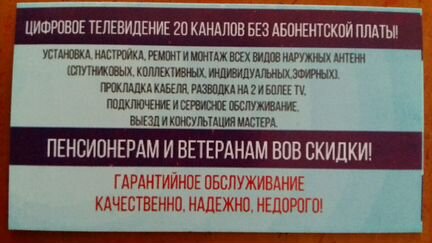 ЦИФРОВОЕ ТЕЛЕВИДЕНИЕ 20 КАНАЛОВ БЕЗ АБОНЕНТСКОЙ ПЛАТЫ!
УСТАНОВКА, НАСТРОЙКА, РЕМОНТ И МОНТАЖ ВСЕХ ВИДОВ НАРУЖНЫХ АНТЕНН
(СПУТНИКОВЫХ, КОЛЛЕКТИВНЫХ, ИНДИВИДУАЛЬНЫХ,ЭФИРНЫХ).
ПРОКЛАДКА КАБЕЛЯ, РАЗВОДКА НА 2 И БОЛЕЕ TV,
ПОДКЛЮЧЕНИЕ И СЕРВИСНОЕ ОБСЛУЖИВАНИЕ,
ВЫЕЗД И КОНСУЛЬТАЦИЯ МАСТЕРА.
ПЕНСИОНЕРАМ И ВЕТЕРАНАМ ВОВ СКИДКИ!
ГАРАНТИЙНОЕ ОБСЛУЖИВАНИЕ
КАЧЕСТВЕННО, НАДЕЖНО, НЕДОРОГО!